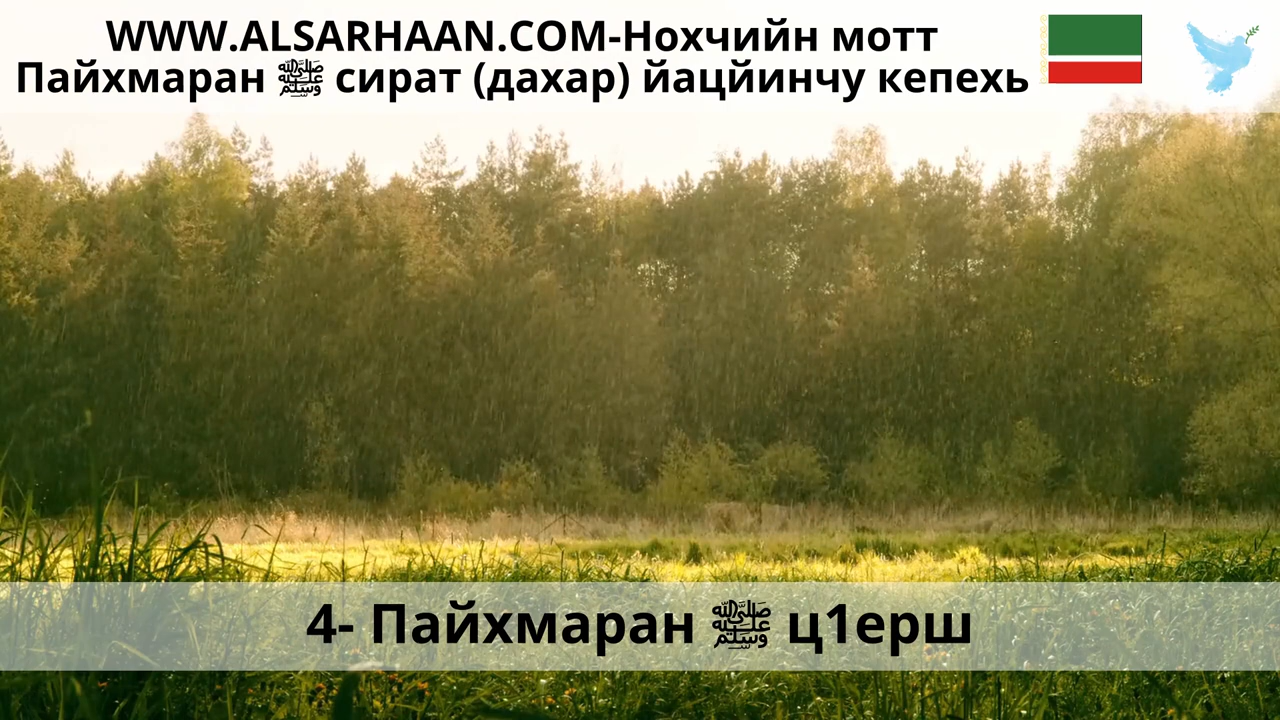 WWW.ALSARHAAN.COM-Нохчийн мотт
Пайхмаран ﷺ сират (дахар) йацйинчу кепехь
4- Пайхмаран ﷺ ц1ерш